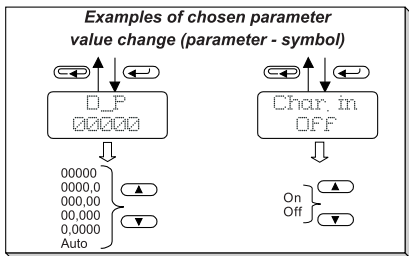 Examples of chosen parameter
value change (parameter - symbol)
D_P
00000
Char. in
Off
00000
0000,0
000,00
00,000
0,0000
Auto
On
Off